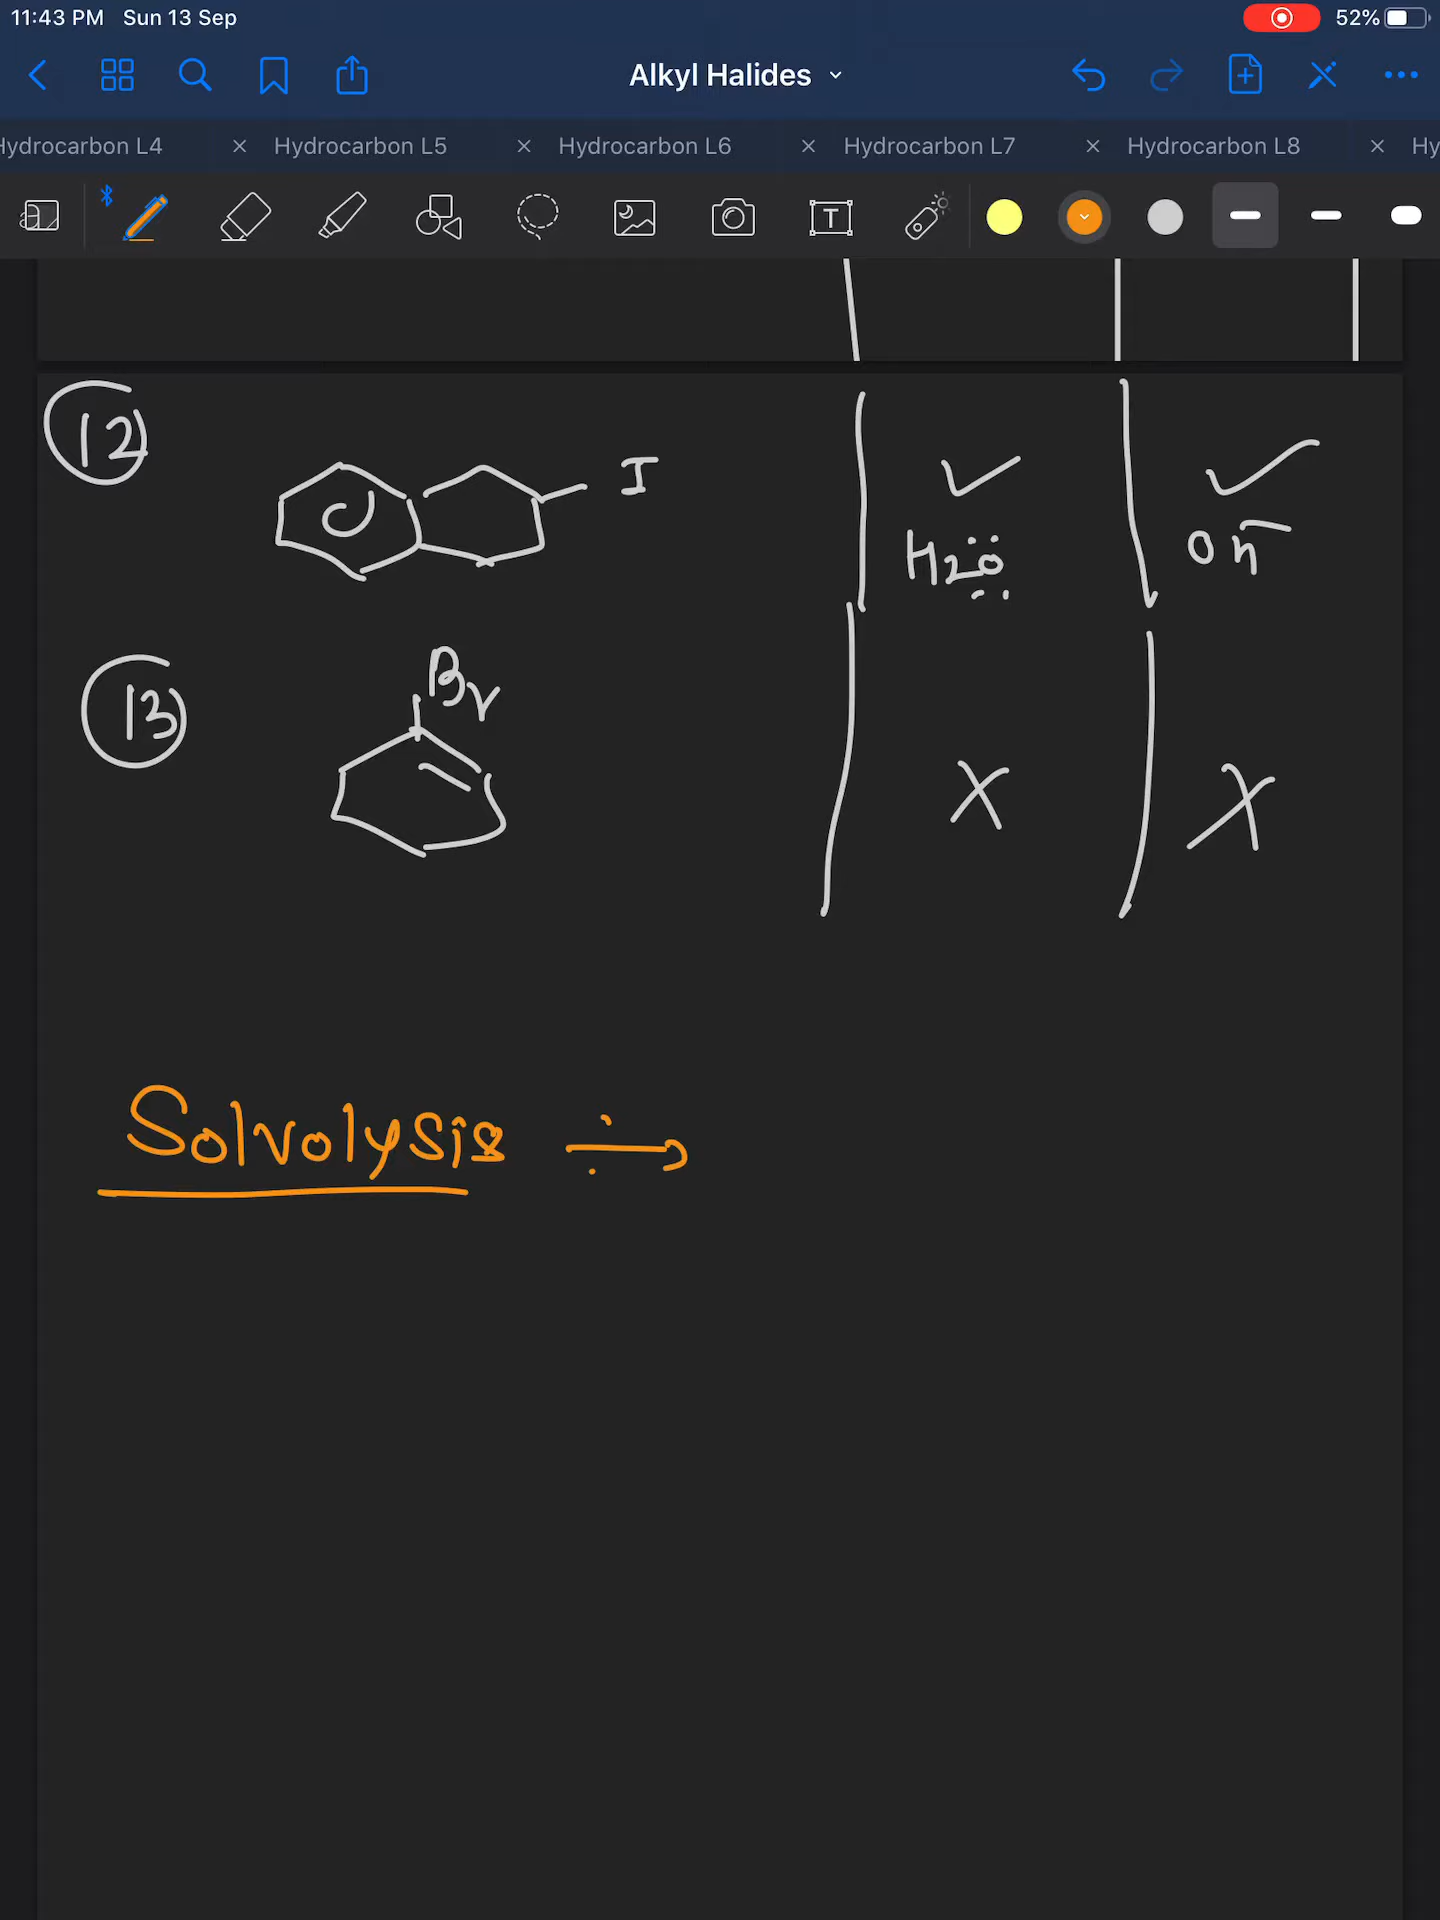 11:43 PM Sun 13 Sep 52%
Alkyl Halides
Hydrocarbon L4 × Hydrocarbon L5 × Hydrocarbon L6 × Hydrocarbon L7 × Hydrocarbon L8 × Hy
T
12
I
H2O
13
Br
X X
Solvolysis